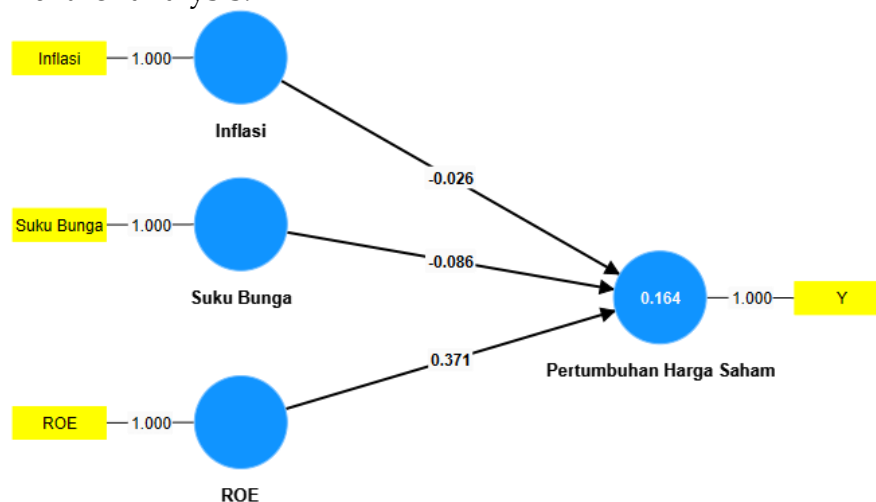 Inflasi
1.000
Inflasi
-0.026
Suku Bunga
1.000
Suku Bunga
-0.086
0.164
1.000
Y
Pertumbuhan Harga Saham
0.371
ROE
1.000
ROE